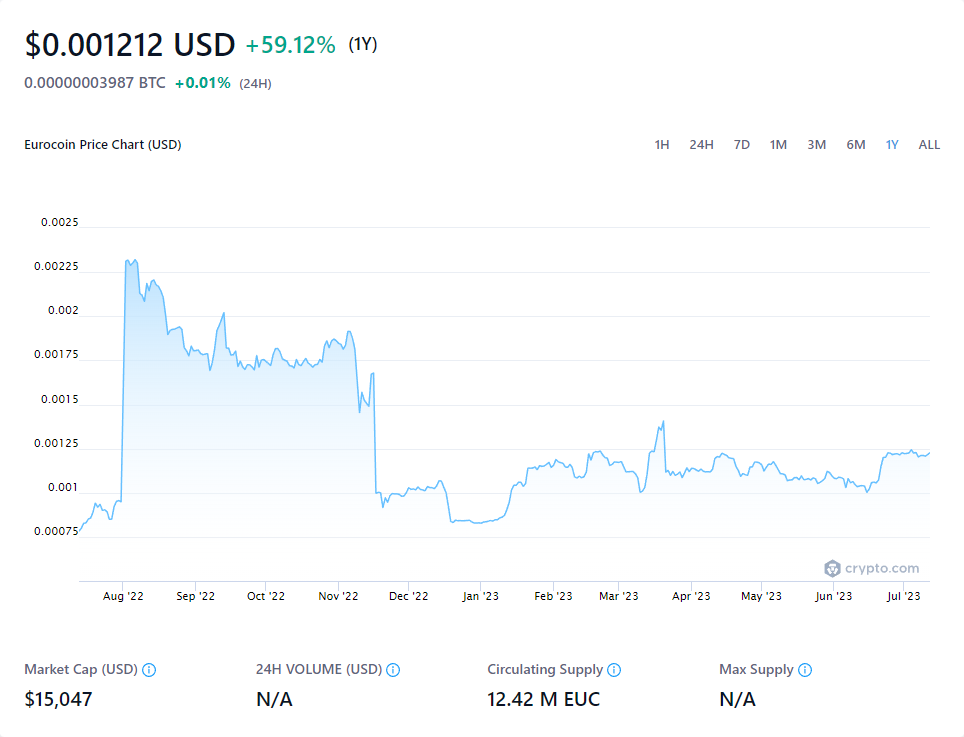 $0.001212 USD +59.12% (1Y)
0.00000003987 BTC +0.01% (24H)
Eurocoin Price Chart (USD) 1H 24H 7D 1M 3M 6M 1Y ALL
0.0025
0.00225
0.002
0.00175
0.0015
0.00125
0.001
0.00075
crypto.com
Aug '22 Sep '22 Oct '22 Nov '22 Dec '22 Jan '23 Feb '23 Mar '23 Apr '23 May '23 Jun '23 Jul '23
Market Cap (USD) 24H VOLUME (USD) Circulating Supply Max Supply
$15,047 N/A 12.42 M EUC N/A